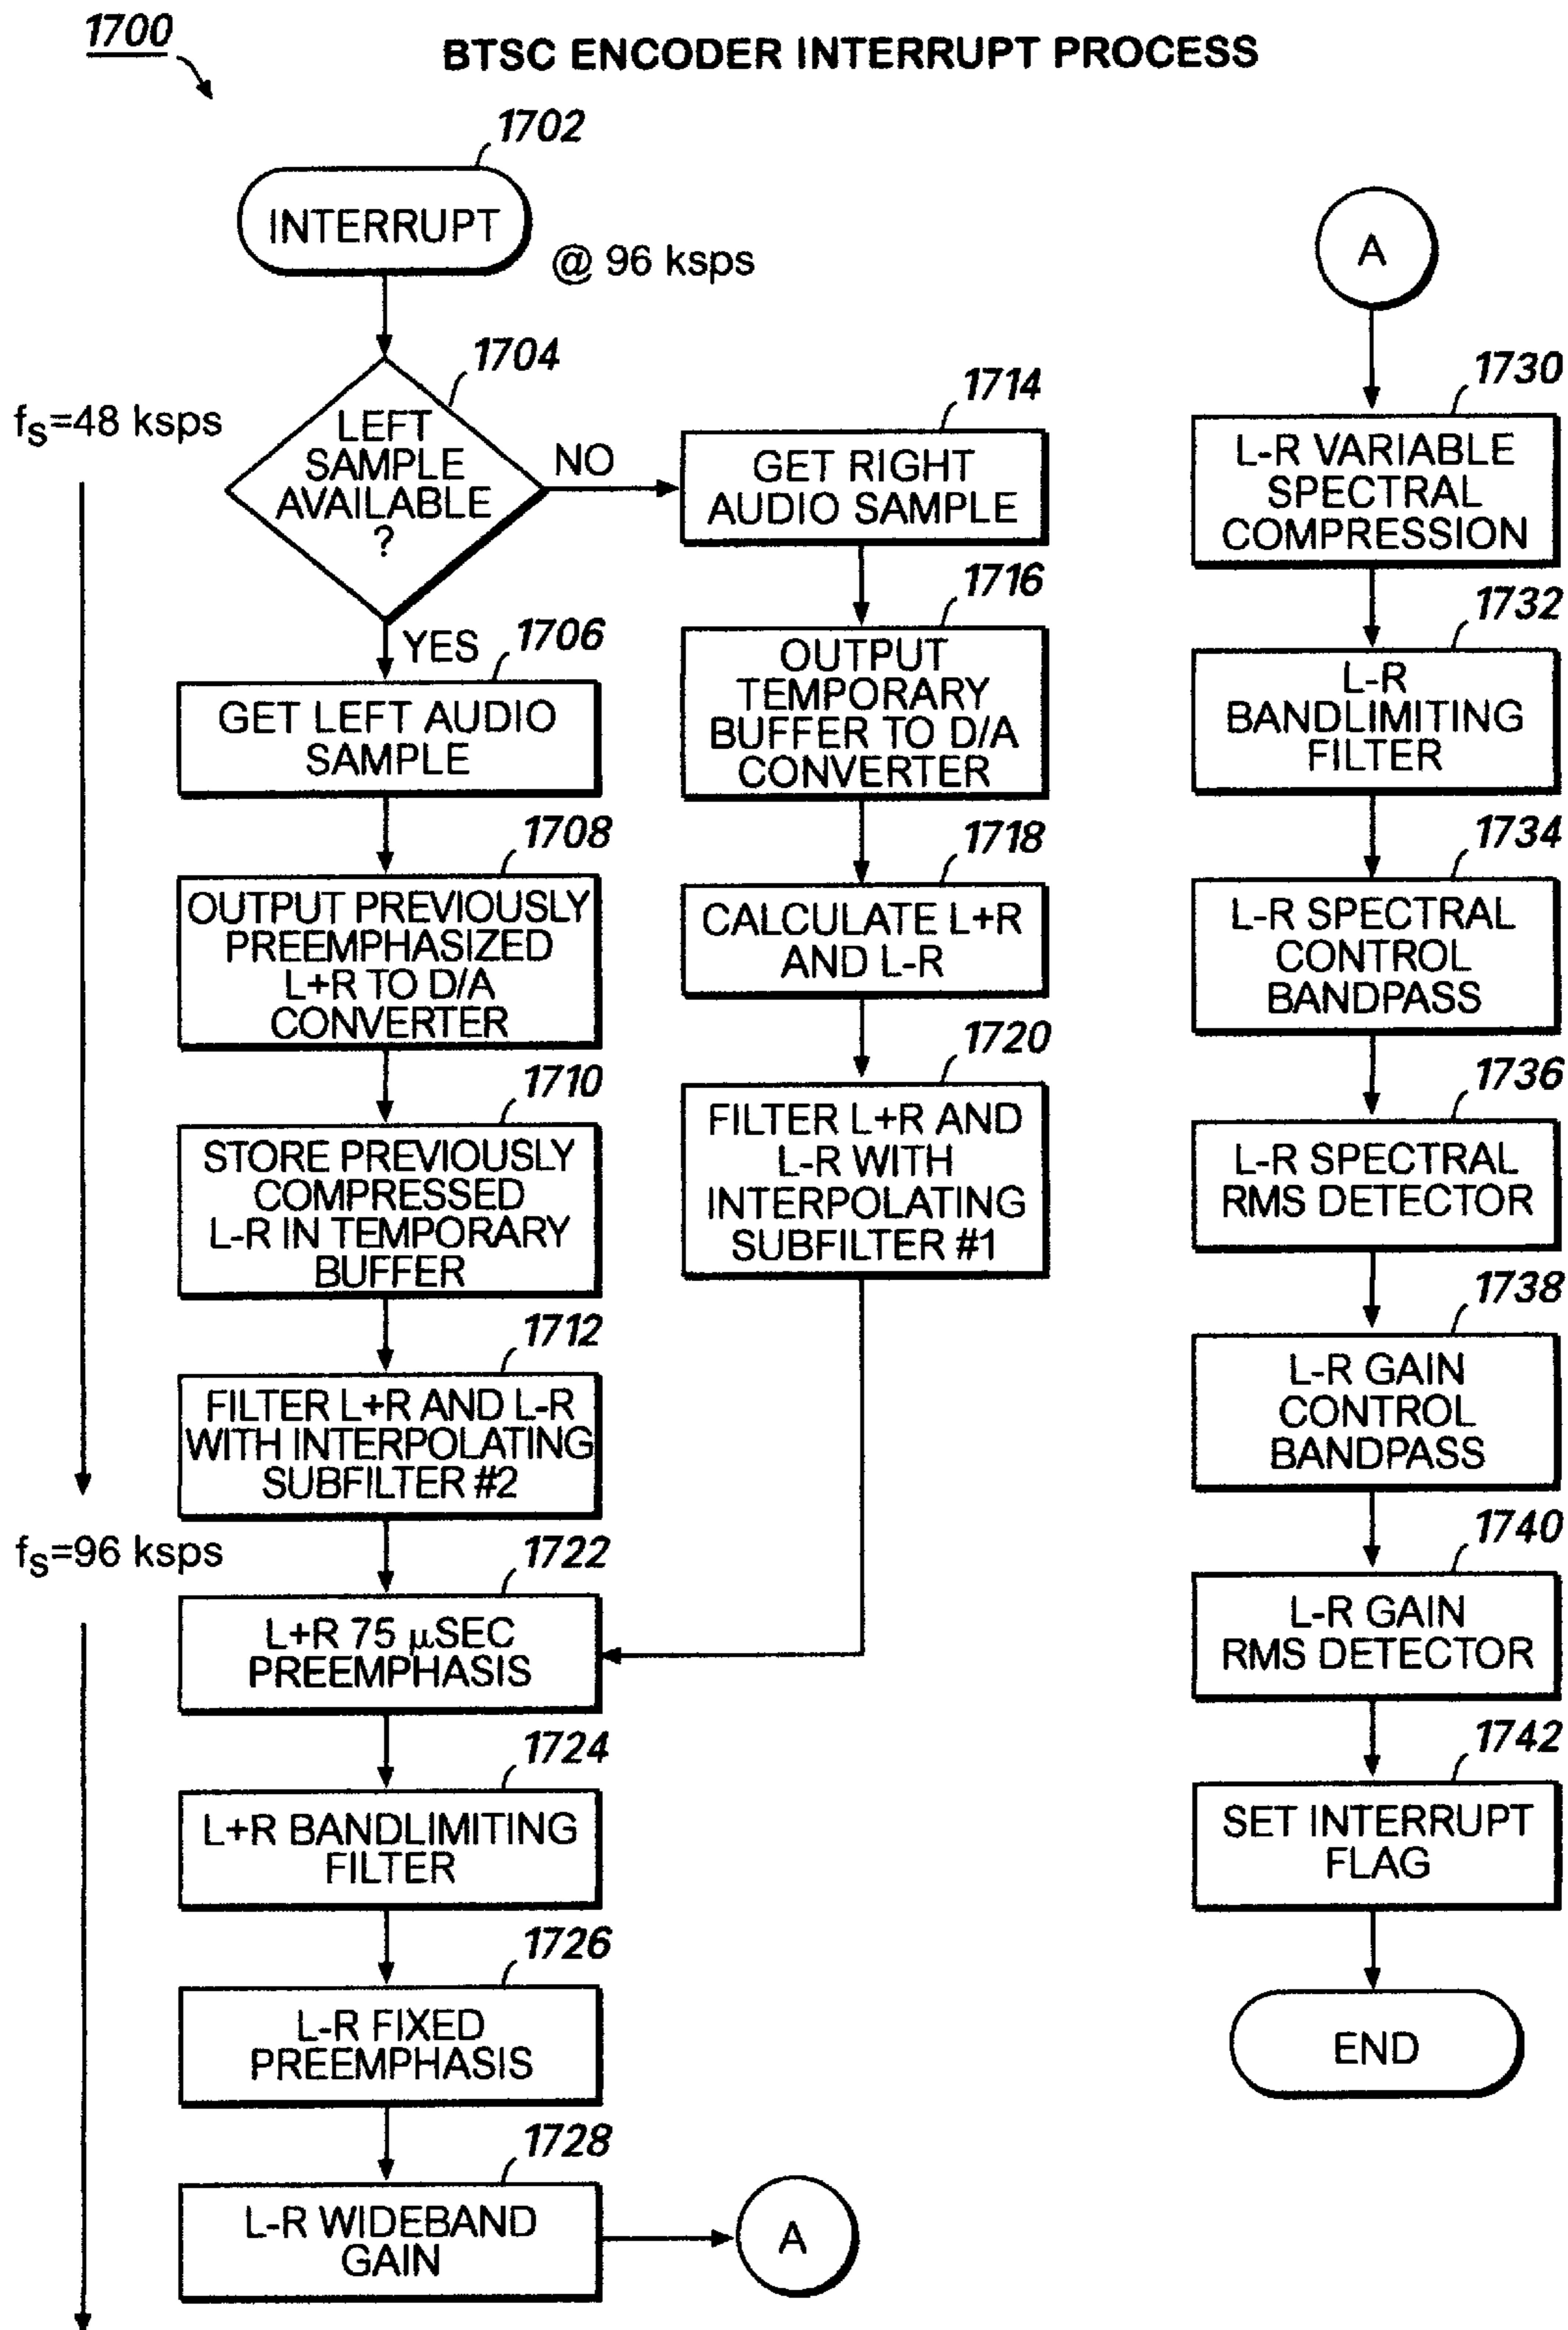 1700
BTSC ENCODER INTERRUPT PROCESS
1702
INTERRUPT
@ 96 ksps
1704
fs=48 ksps
LEFT
SAMPLE
AVAILABLE
?
NO
YES
1706
GET LEFT AUDIO
SAMPLE
1708
OUTPUT PREVIOUSLY
PREEMPHASIZED
L+R TO D/A
CONVERTER
1710
STORE PREVIOUSLY
COMPRESSED
L-R IN TEMPORARY
BUFFER
1712
FILTER L+R AND L-R
WITH INTERPOLATING
SUBFILTER #2
1714
GET RIGHT
AUDIO SAMPLE
1716
OUTPUT
TEMPORARY
BUFFER TO D/A
CONVERTER
1718
CALCULATE L+R
AND L-R
1720
FILTER L+R AND
L-R WITH
INTERPOLATING
SUBFILTER #1
fs=96 ksps
1722
L+R 75 µSEC
PREEMPHASIS
1724
L+R BANDLIMITING
FILTER
1726
L-R FIXED
PREEMPHASIS
1728
L-R WIDEBAND
GAIN
A
A
1730
L-R VARIABLE
SPECTRAL
COMPRESSION
1732
L-R
BANDLIMITING
FILTER
1734
L-R SPECTRAL
CONTROL
BANDPASS
1736
L-R SPECTRAL
RMS DETECTOR
1738
L-R GAIN
CONTROL
BANDPASS
1740
L-R GAIN
RMS DETECTOR
1742
SET INTERRUPT
FLAG
END